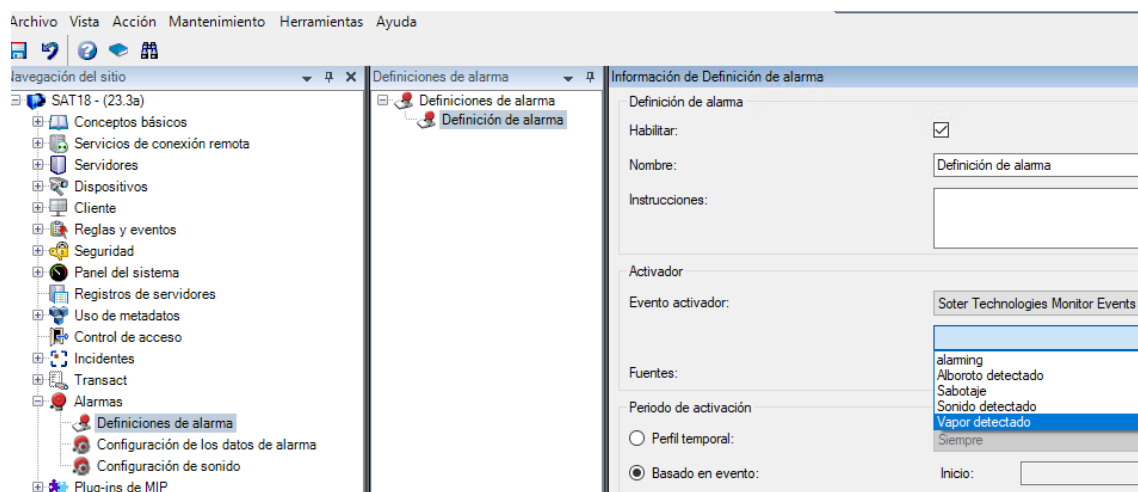 Archivo Vista Acción Mantenimiento Herramientas Ayuda
Navegación del sitio
SAT18 - (23.3a)
Conceptos básicos
Servicios de conexión remota
Servidores
Dispositivos
Cliente
Reglas y eventos
Seguridad
Panel del sistema
Registros de servidores
Uso de metadatos
Control de acceso
Incidentes
Transact
Alarmas
Definiciones de alarma
Configuración de los datos de alarma
Configuración de sonido
Plug-ins de MIP
Definiciones de alarma
Definiciones de alarma
Definición de alarma
Información de Definición de alarma
Definición de alarma
Habilitar:
Nombre: Definición de alarma
Instrucciones:
Activador
Evento activador: Soter Technologies Monitor Events
alarming
Alboroto detectado
Sabotaje
Sonido detectado
Vapor detectado
Fuentes:
Periodo de activación
Perfil temporal: Siempre
Basado en evento: Inicio: